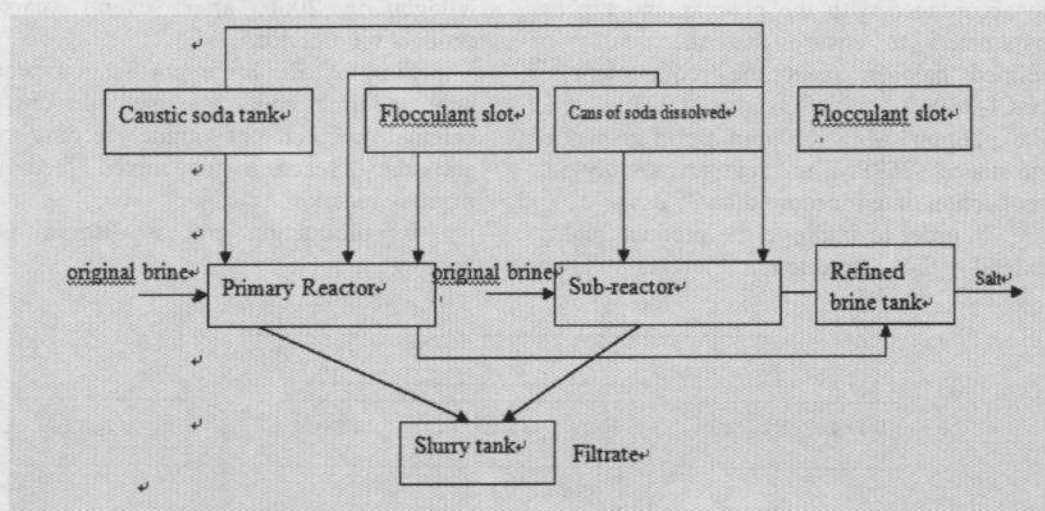 Caustic soda tank
Flocculant slot
Cans of soda dissolved
Flocculant slot
original brine
Primary Reactor
original brine
Sub-reactor
Refined
brine tank
Salt
Slurry tank
Filtrate